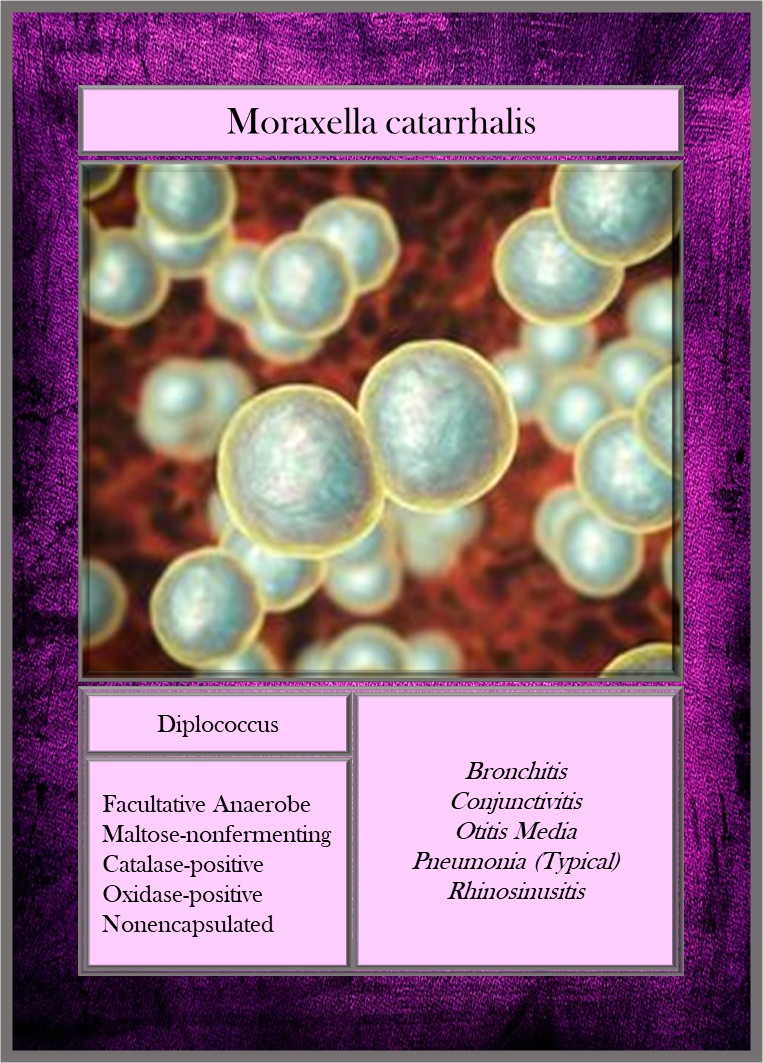 Moraxella catarrhalis
Diplococcus
Facultative Anaerobe
Maltose-nonfermenting
Catalase-positive
Oxidase-positive
Nonencapsulated
Bronchitis
Conjunctivitis
Otitis Media
Pneumonia (Typical)
Rhinosinusitis